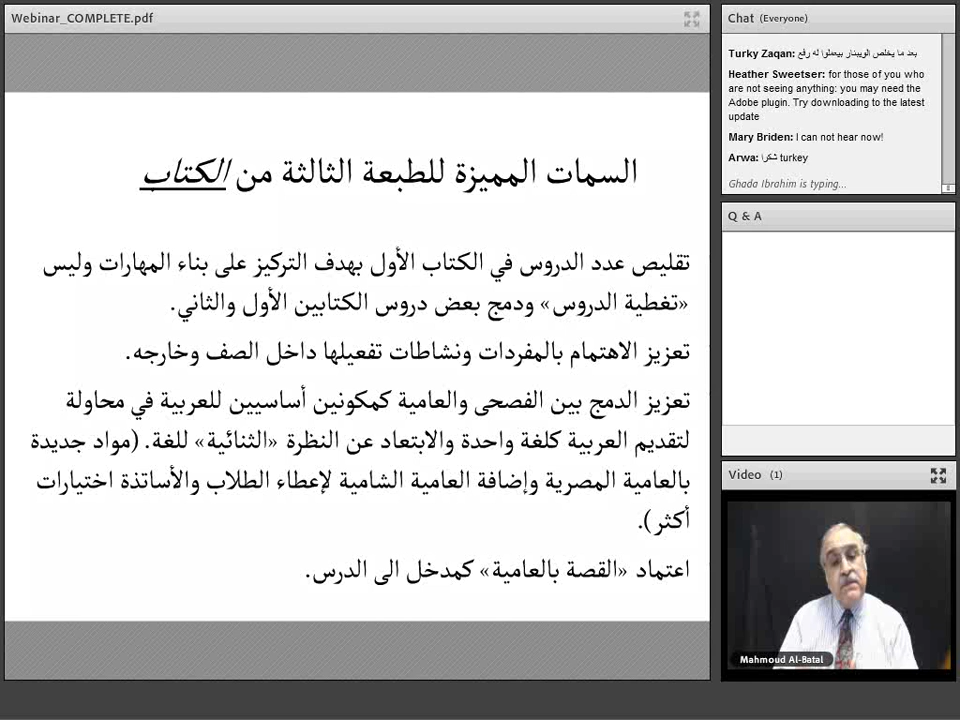 Webinar_COMPLETE.pdf
السمات المميزة للطبعة الثالثة من الكتاب
تقليص عدد الدروس في الكتاب الأول بهدف التركيز على بناء المهارات وليس
«تغطية الدروس» ودمج بعض دروس الكتابين الأول والثاني.
تعزيز الاهتمام بالمفردات ونشاطات تفعيلها داخل الصف وخارجه.
تعزيز الدمج بين الفصحى والعامية كمكونين أساسيين للعربية في محاولة
لتقديم العربية كلغة واحدة والابتعاد عن النظرة «الثنائية» للغة. (مواد جديدة
بالعامية المصرية وإضافة العامية الشامية لإعطاء الطلاب والأساتذة اختيارات
أكثر).
اعتماد «القصة بالعامية» كمدخل الى الدرس.
Chat (Everyone)
Turky Zaqan: بعد ما يخلص الويبنار بيعملوا له رفع
Heather Sweetser: for those of you who
are not seeing anything: you may need the
Adobe plugin. Try downloading to the latest
update
Mary Briden: I can not hear now!
Arwa: شكرا turkey
Ghada Ibrahim is typing...
Q & A
Video (1)
Mahmoud Al-Batal